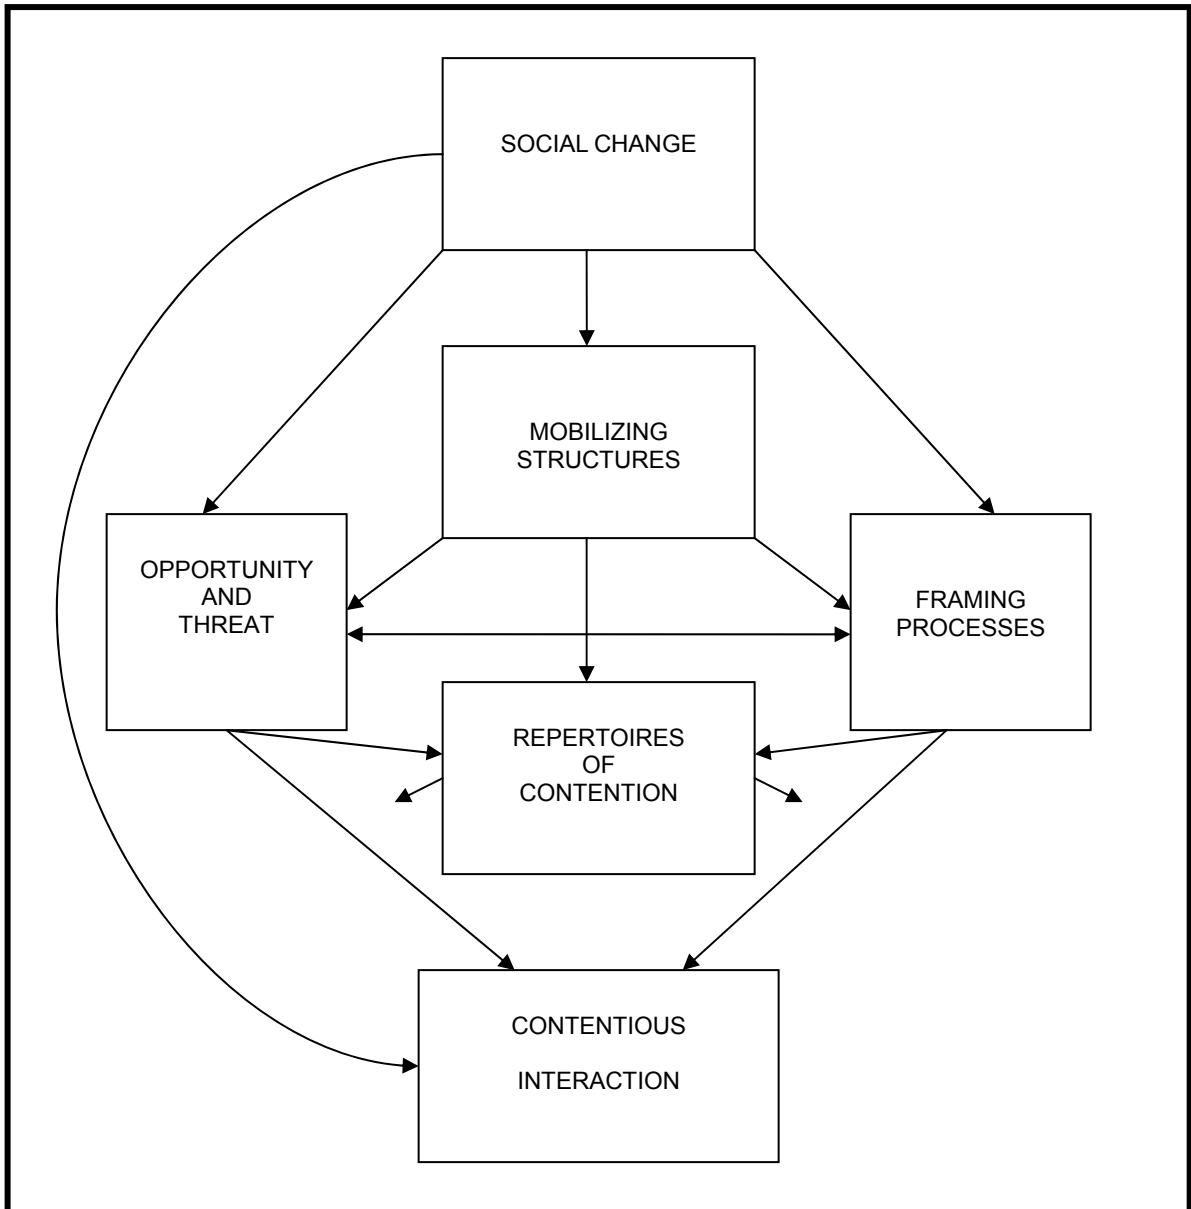 SOCIAL CHANGE
MOBILIZING
STRUCTURES
OPPORTUNITY
AND
THREAT
FRAMING
PROCESSES
REPERTOIRES
OF
CONTENTION
CONTENTIOUS
INTERACTION